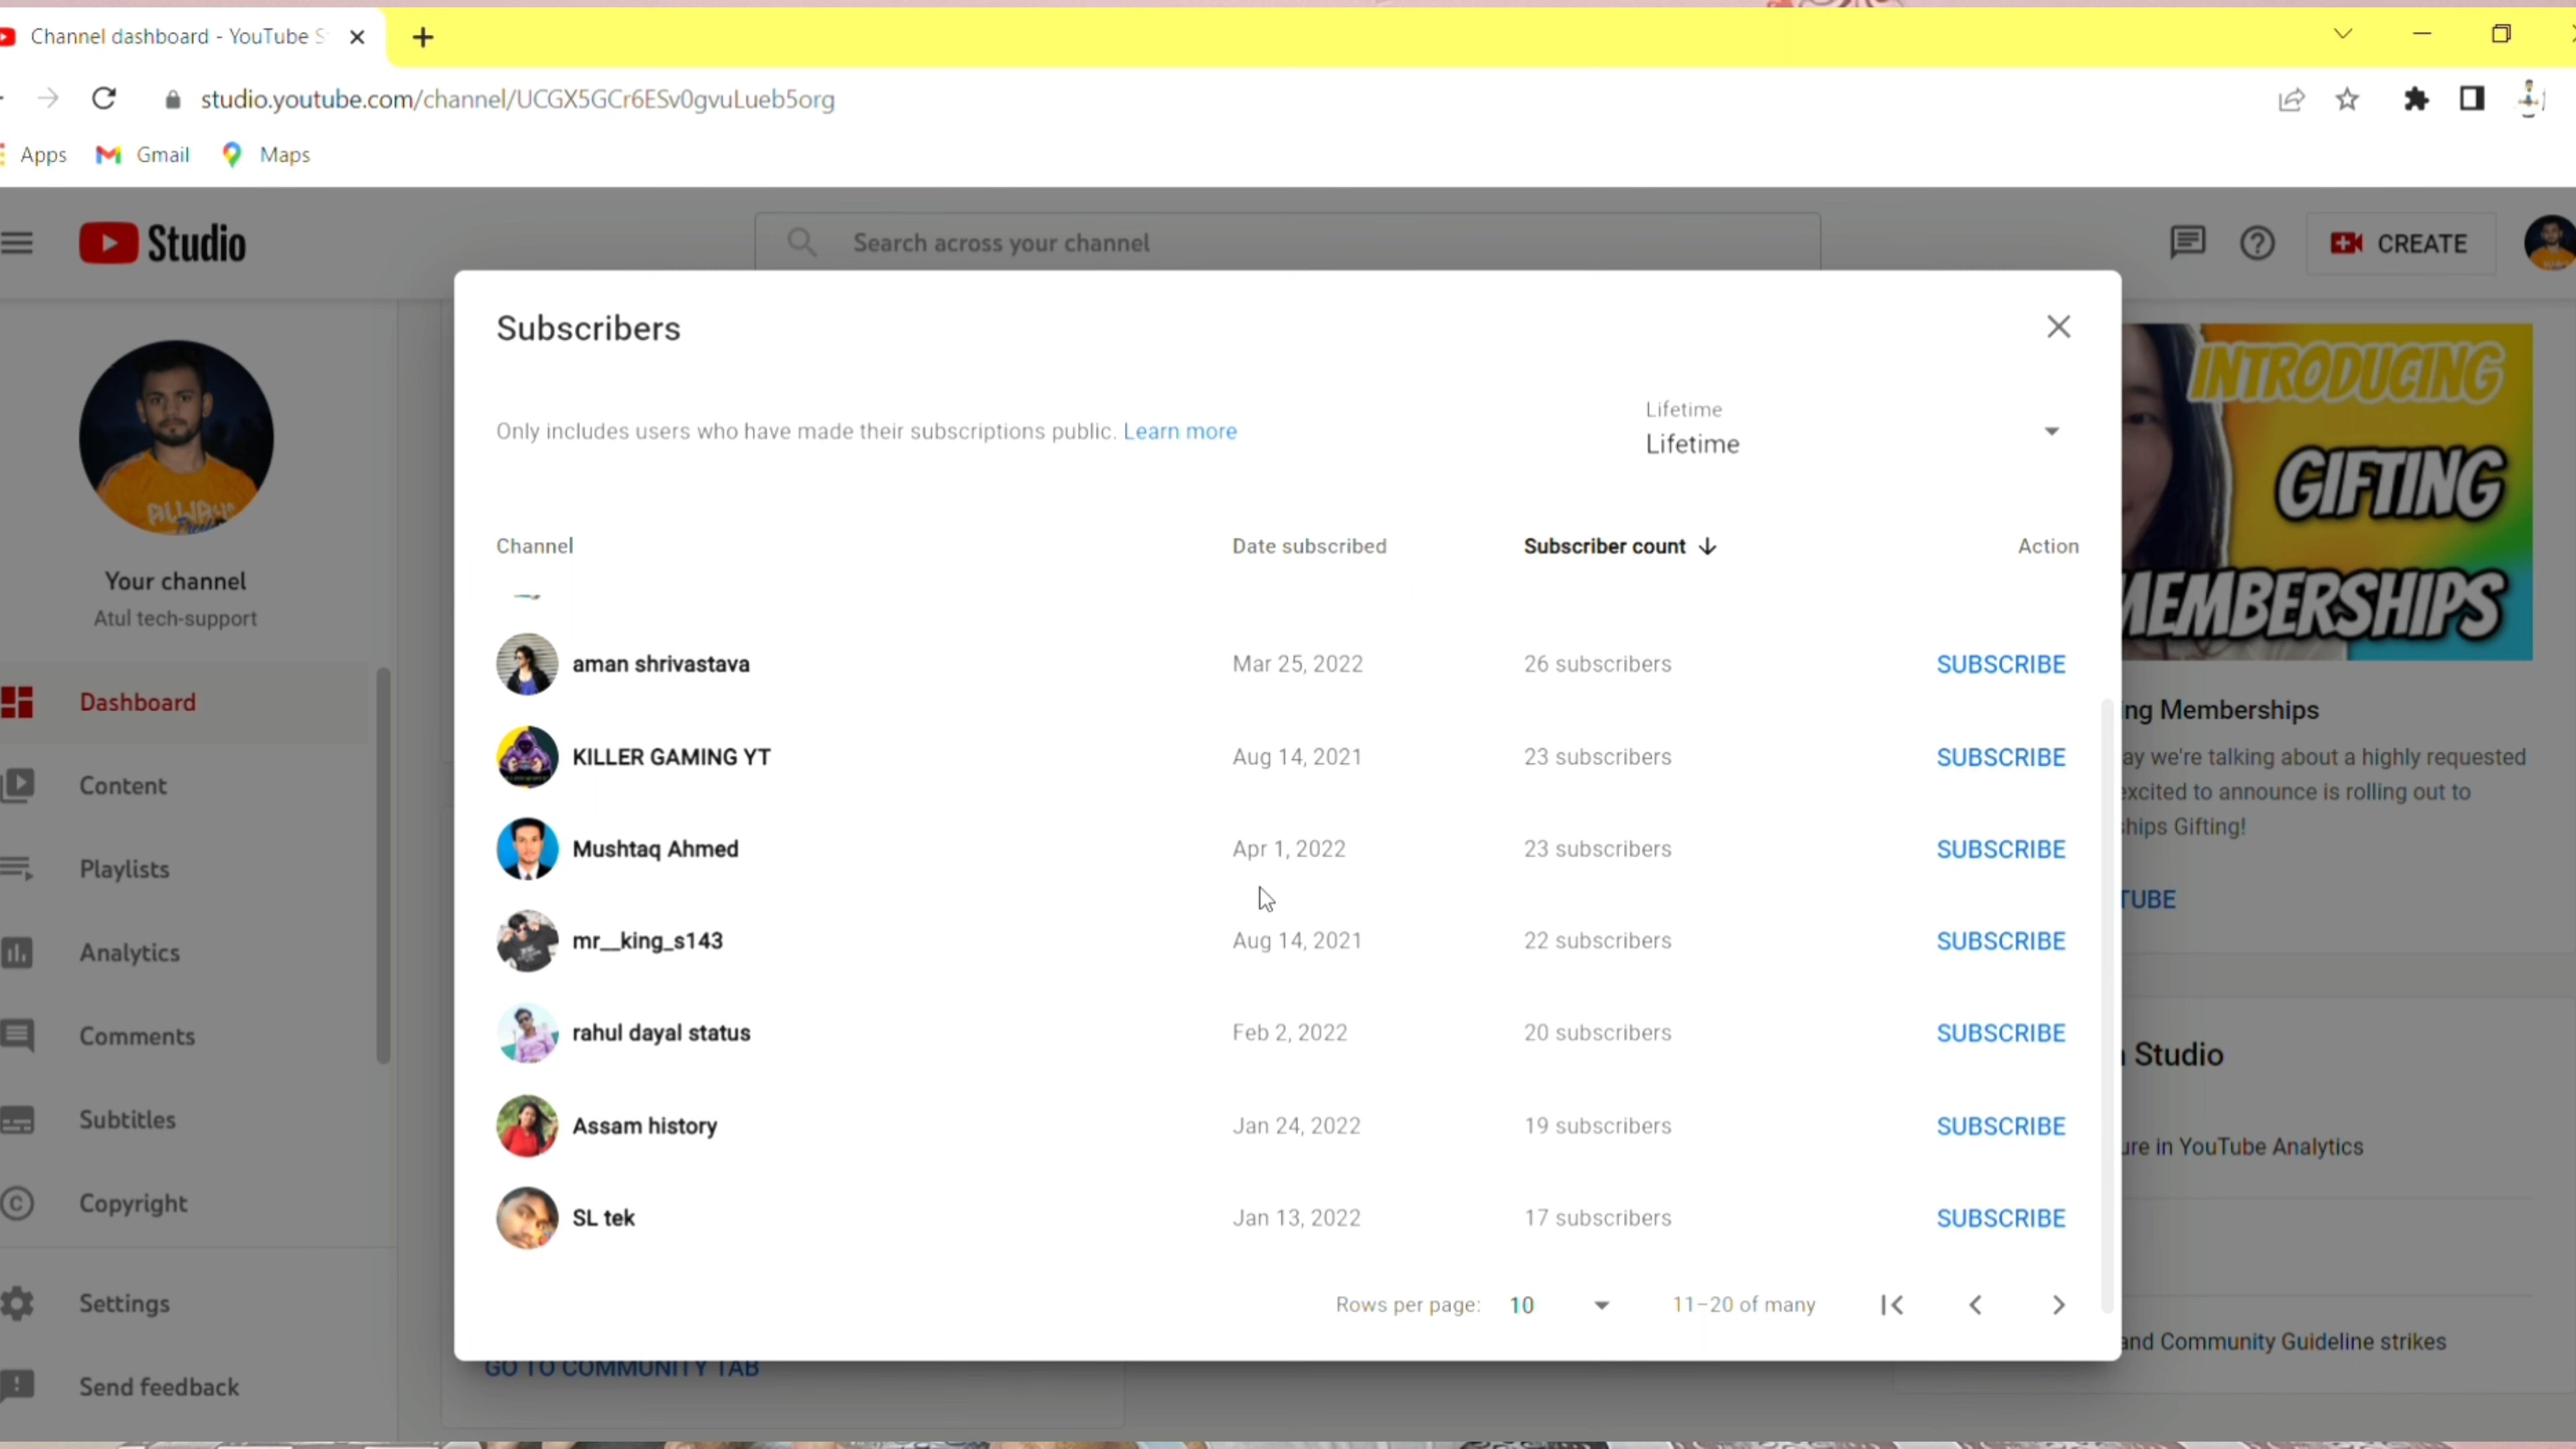 Channel dashboard - YouTube S
studio.youtube.com/channel/UCGX5GCr6ESv0gvuLueb5org
Apps Gmail Maps
Studio
Search across your channel
CREATE
Your channel
Atul tech-support
Dashboard
Content
Playlists
Analytics
Comments
Subtitles
Copyright
Settings
Send feedback
Subscribers
Only includes users who have made their subscriptions public. Learn more
Lifetime
Lifetime
Channel Date subscribed Subscriber count Action
aman shrivastava Mar 25, 2022 26 subscribers SUBSCRIBE
KILLER GAMING YT Aug 14, 2021 23 subscribers SUBSCRIBE
Mushtaq Ahmed Apr 1, 2022 23 subscribers SUBSCRIBE
mr__king_s143 Aug 14, 2021 22 subscribers SUBSCRIBE
rahul dayal status Feb 2, 2022 20 subscribers SUBSCRIBE
Assam history Jan 24, 2022 19 subscribers SUBSCRIBE
SL tek Jan 13, 2022 17 subscribers SUBSCRIBE
Rows per page: 10 11–20 of many
GO TO COMMUNITY TAB
INTRODUCING
GIFTING
MEMBERSHIPS
ing Memberships
ay we're talking about a highly requested
excited to announce is rolling out to
ships Gifting!
TUBE
Studio
ure in YouTube Analytics
and Community Guideline strikes